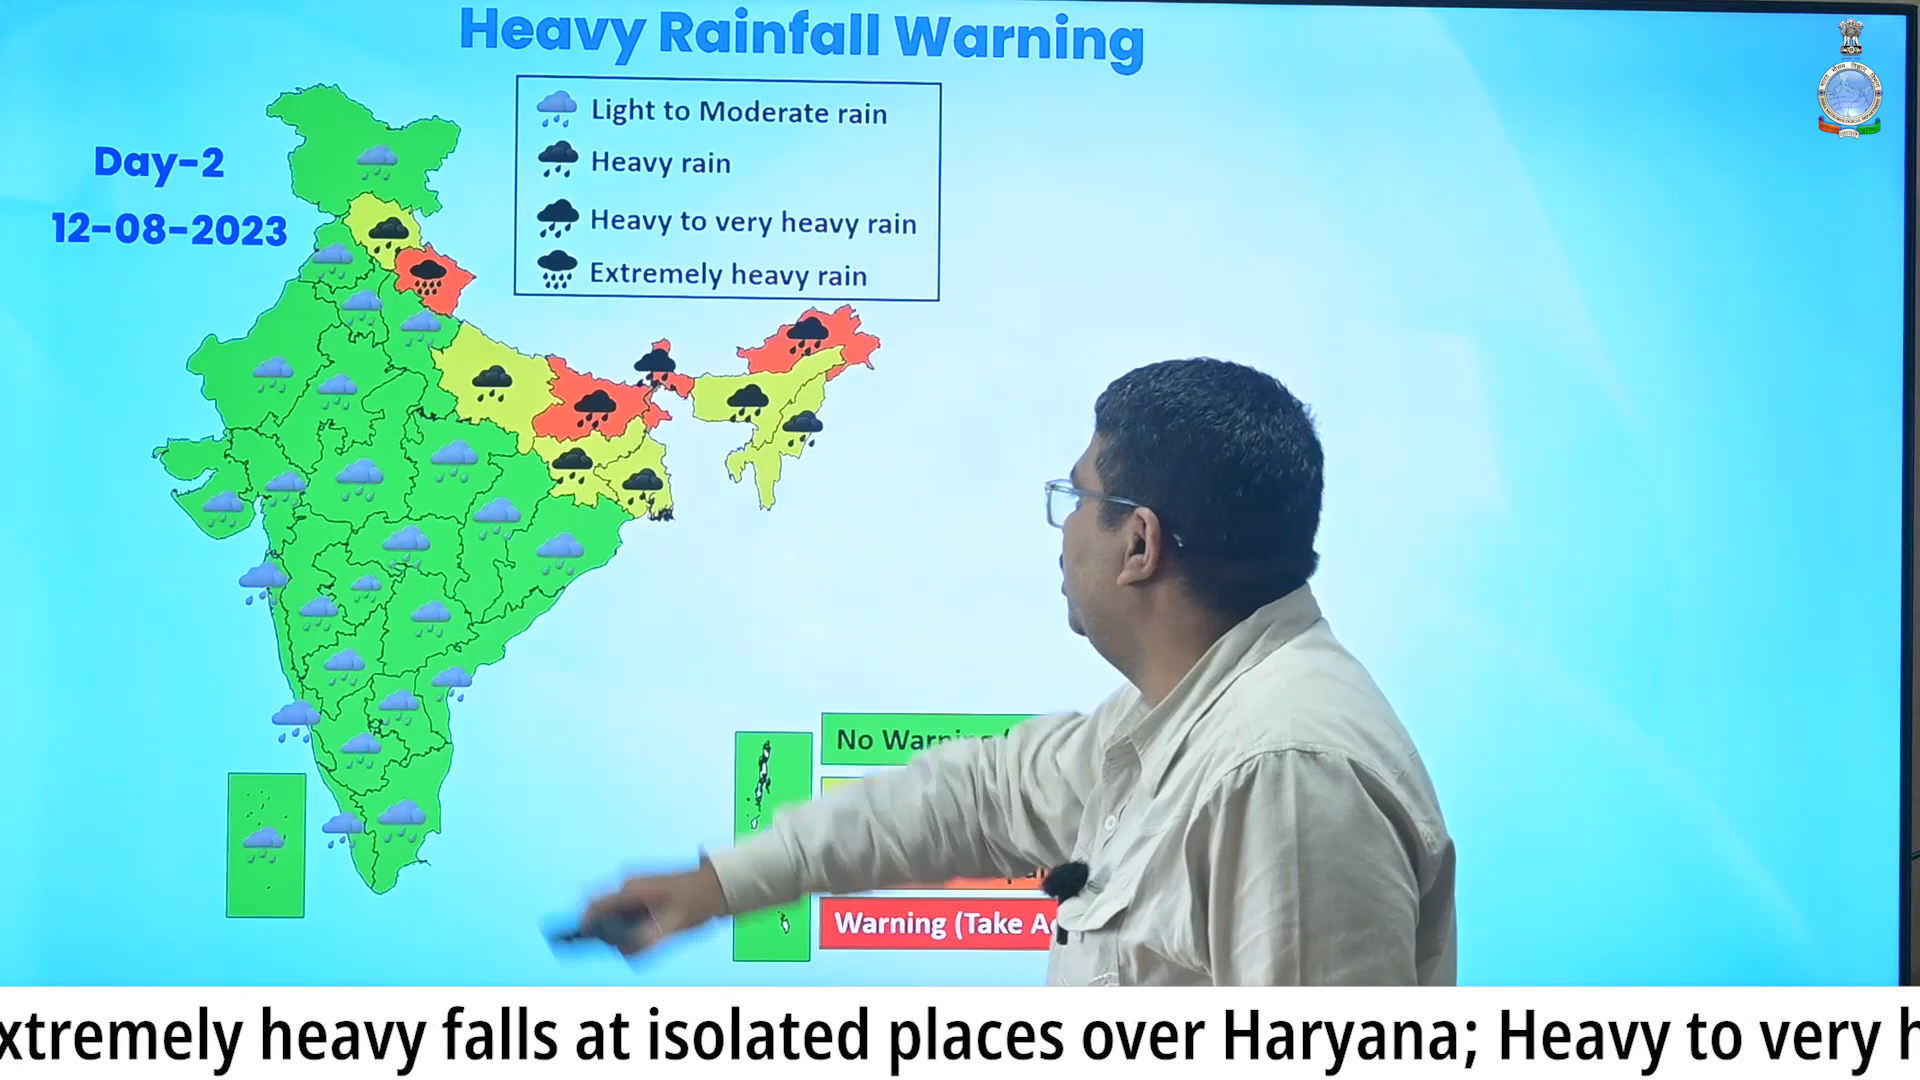 Heavy Rainfall Warning
Day-2
12-08-2023
Light to Moderate rain
Heavy rain
Heavy to very heavy rain
Extremely heavy rain
No Warning
Warning (Take
xtremely heavy falls at isolated places over Haryana; Heavy to very h